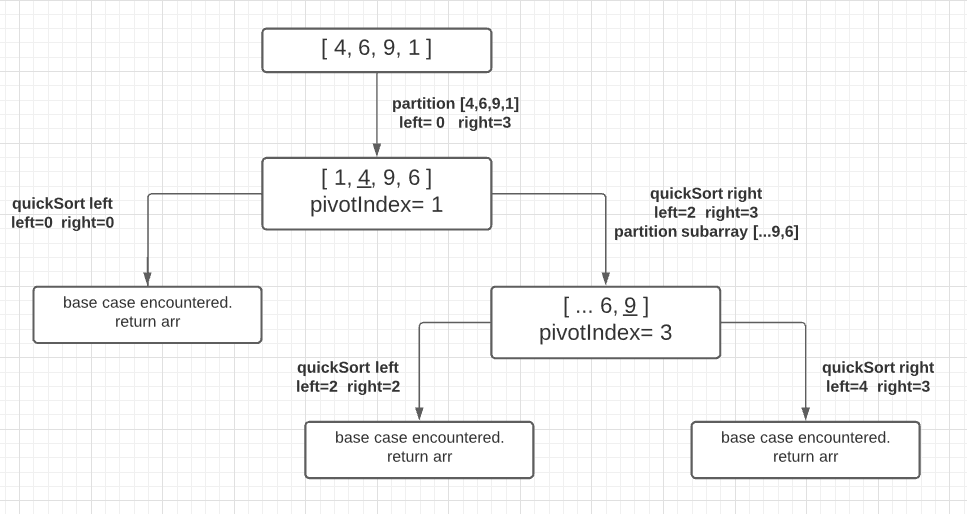 [ 4, 6, 9, 1 ]
partition [4,6,9,1]
left= 0 right=3
[ 1, 4, 9, 6 ]
pivotIndex= 1
quickSort left
left=0 right=0
quickSort right
left=2 right=3
partition subarray [...9,6]
base case encountered.
return arr
[ ... 6, 9 ]
pivotIndex= 3
quickSort left
left=2 right=2
quickSort right
left=4 right=3
base case encountered.
return arr
base case encountered.
return arr